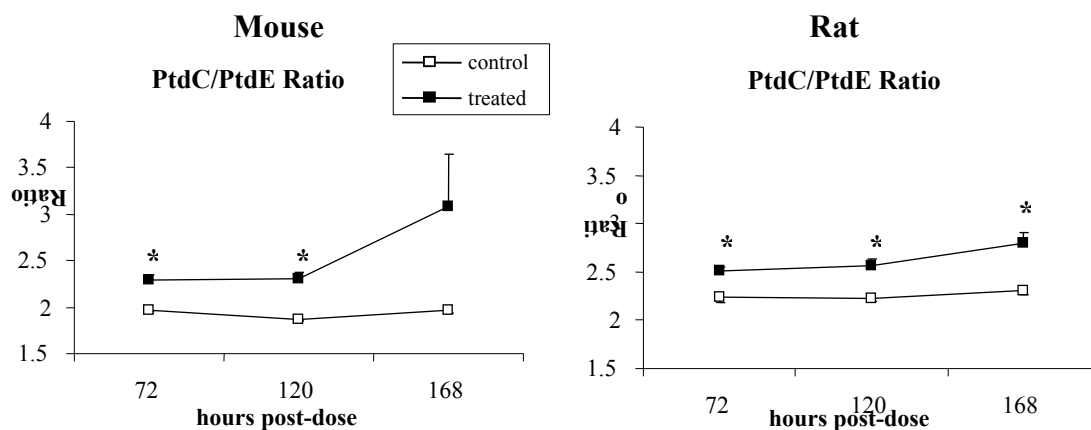 Mouse
PtdC/PtdE Ratio
control
treated
4
3.5
3
2.5
2
1.5
Ratio
*
*
72
120
168
hours post-dose
Rat
PtdC/PtdE Ratio
4
3.5
3
2.5
2
1.5
Rati
o
*
*
*
72
120
168
hours post-dose